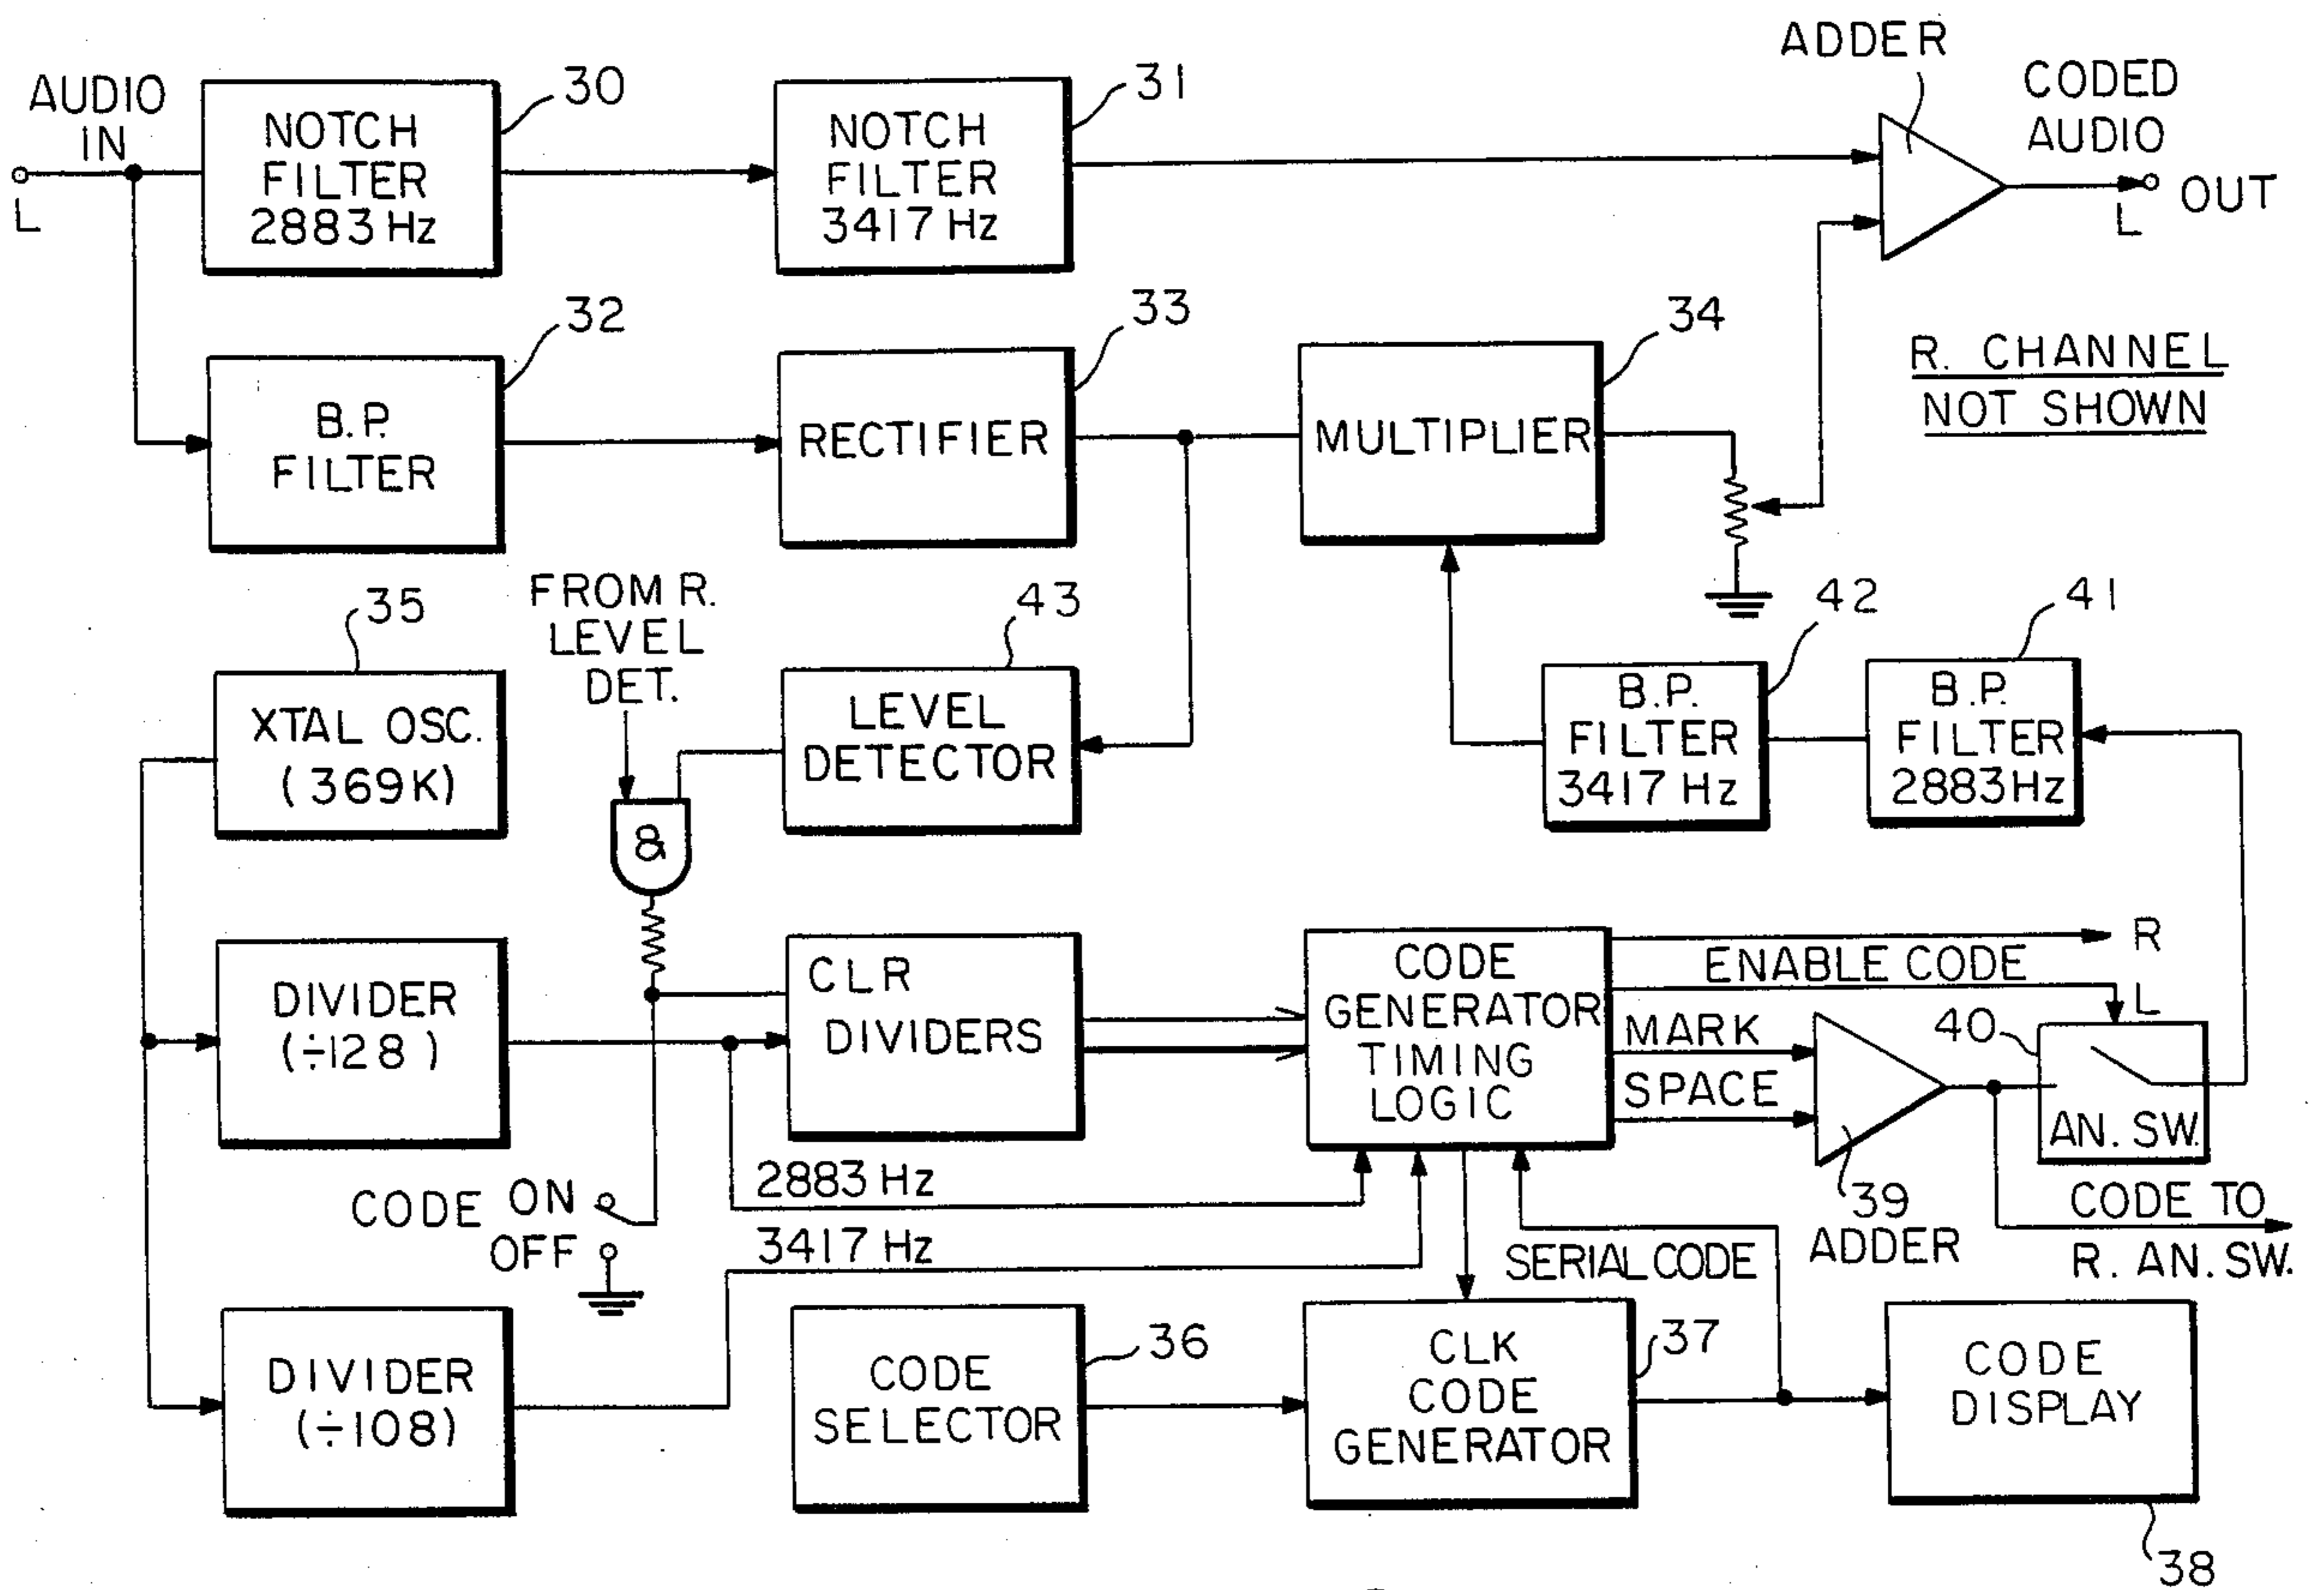 AUDIO
IN
L
NOTCH
FILTER
2883 Hz
30
NOTCH
FILTER
3417 Hz
31
ADDER
CODED
AUDIO
OUT
L
B.P.
FILTER
32
RECTIFIER
33
MULTIPLIER
34
R. CHANNEL
NOT SHOWN
XTAL OSC.
(369K)
35
FROM R.
LEVEL
DET.
&
LEVEL
DETECTOR
43
B.P.
FILTER
3417 Hz
42
B.P.
FILTER
2883 Hz
41
DIVIDER
(÷128)
CLR
DIVIDERS
CODE
GENERATOR
TIMING
LOGIC
R
ENABLE CODE
L
MARK
SPACE
40
AN. SW.
39
ADDER
CODE TO
R. AN. SW.
2883 Hz
3417 Hz
CODE ON
OFF
SERIAL CODE
DIVIDER
(÷108)
CODE
SELECTOR
36
CLK
CODE
GENERATOR
37
CODE
DISPLAY
38